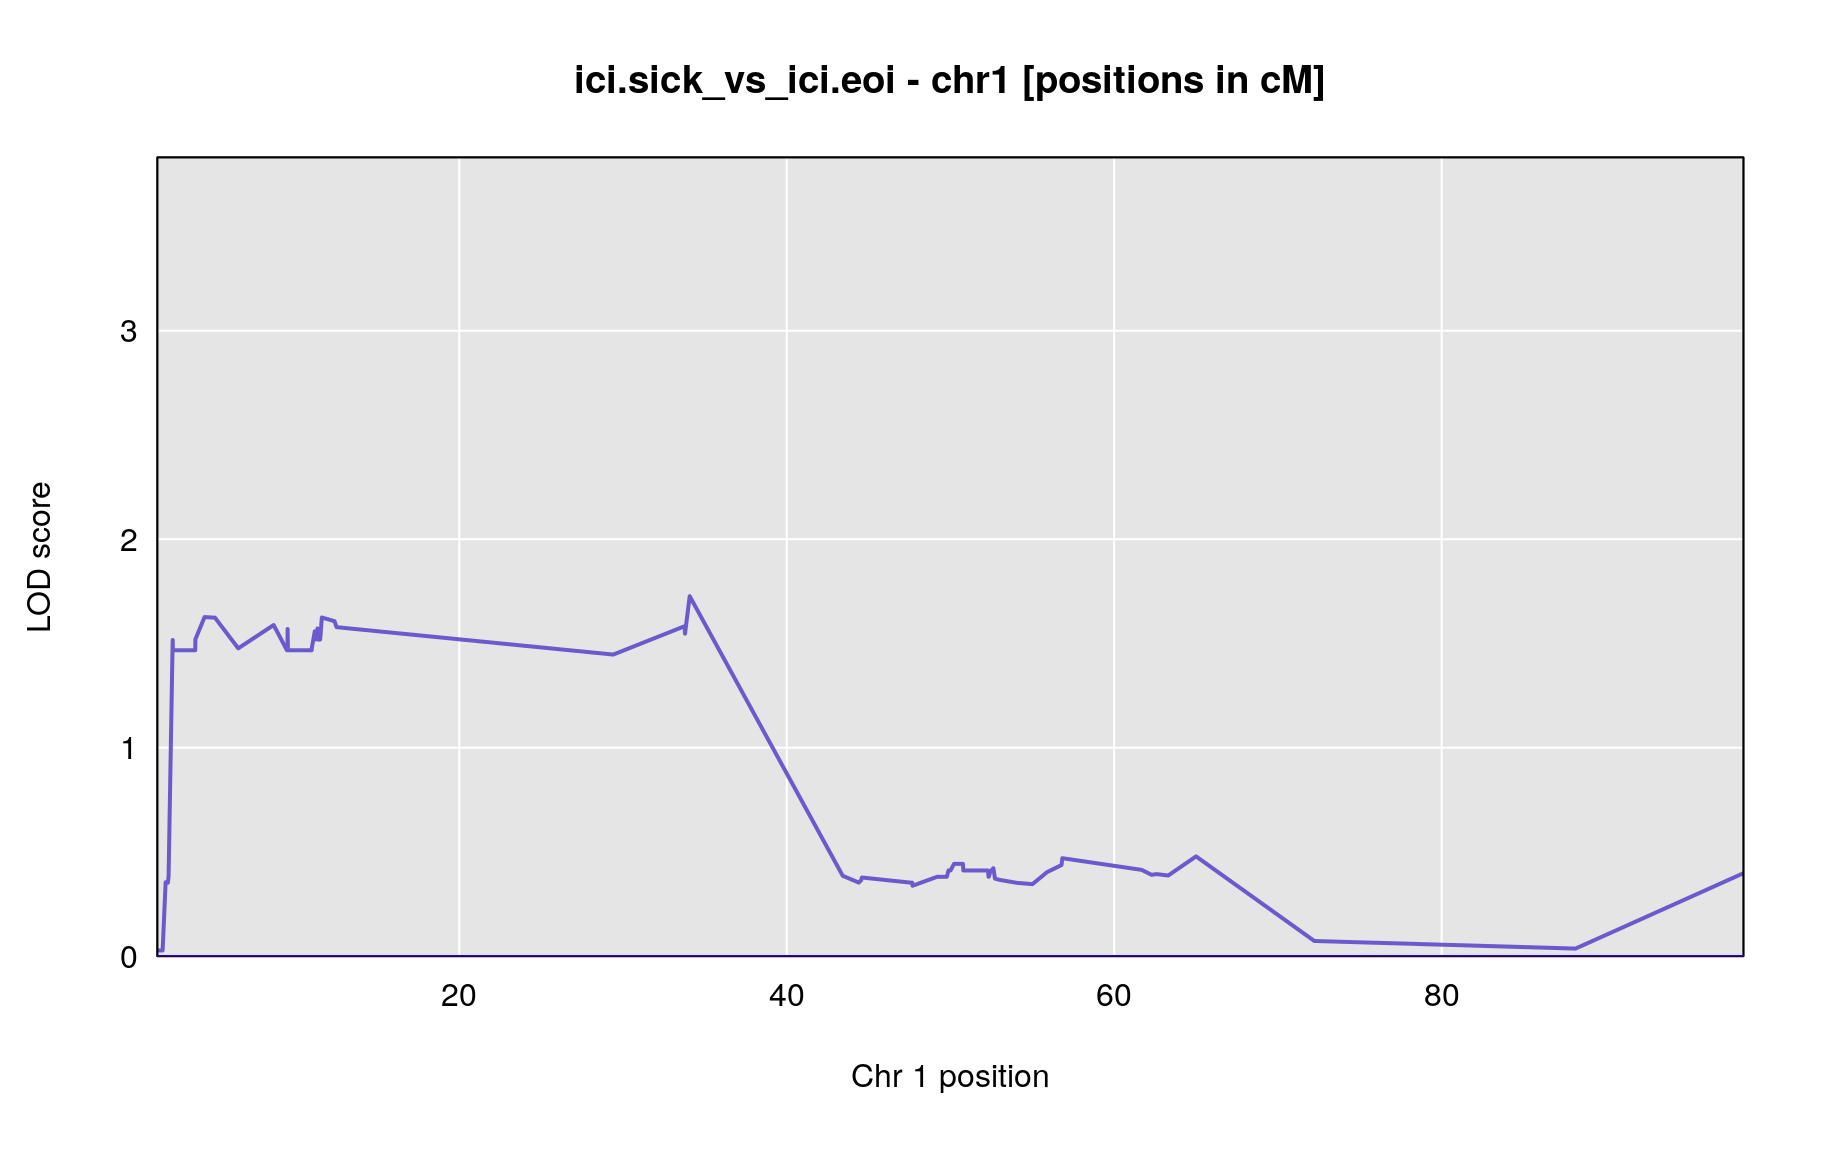 ici.sick_vs_ici.eoi - chr1 [positions in cM]
LOD score
3
2
1
0
20 40 60 80
Chr 1 position